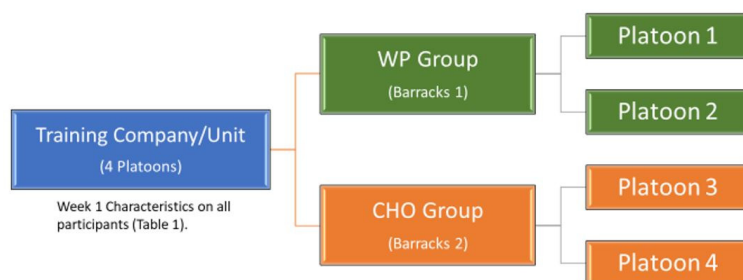 Training Company/Unit
(4 Platoons)
Week 1 Characteristics on all
participants (Table 1).
WP Group
(Barracks 1)
CHO Group
(Barracks 2)
Platoon 1
Platoon 2
Platoon 3
Platoon 4